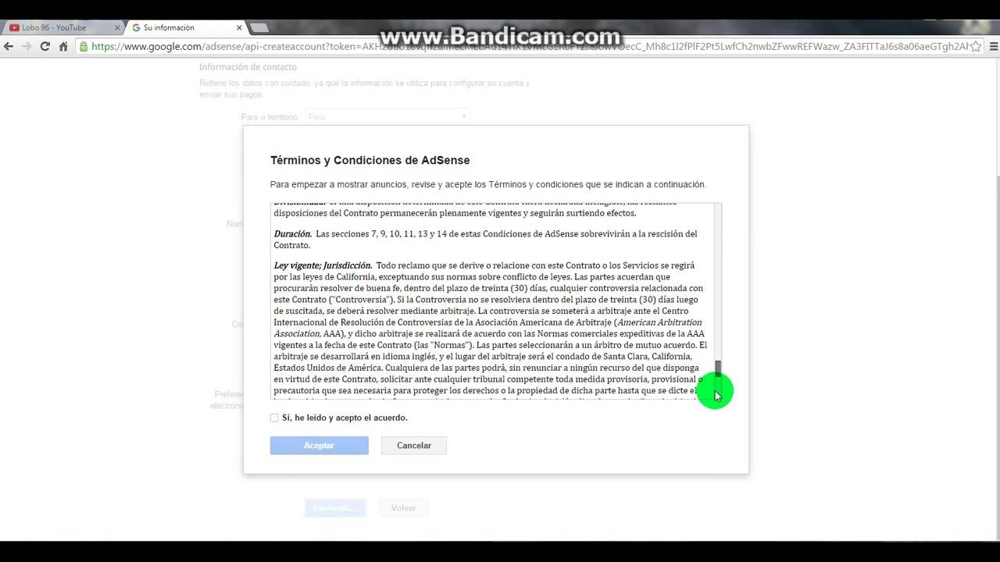 Lobo 96 - YouTube
Su información
www.Bandicam.com
Información de contacto
Rellene los datos con cuidado, ya que la información se utiliza para configurar su cuenta y
enviar sus pagos.
País o territorio Perú
Términos y Condiciones de AdSense
Para empezar a mostrar anuncios, revise y acepte los Términos y condiciones que se indican a continuación.
disposiciones del Contrato permanecerán plenamente vigentes y seguirán surtiendo efectos.
Duración. Las secciones 7, 9, 10, 11, 13 y 14 de estas Condiciones de AdSense sobrevivirán a la rescisión del
Contrato.
Ley vigente; Jurisdicción. Todo reclamo que se derive o relacione con este Contrato o los Servicios se regirá
por las leyes de California, exceptuando sus normas sobre conflicto de leyes. Las partes acuerdan que
procurarán resolver de buena fe, dentro del plazo de treinta (30) días, cualquier controversia relacionada con
este Contrato ("Controversia"). Si la Controversia no se resolviera dentro del plazo de treinta (30) días luego
de suscitada, se deberá resolver mediante arbitraje. La controversia se someterá a arbitraje ante el Centro
Internacional de Resolución de Controversias de la Asociación Americana de Arbitraje (American Arbitration
Association, AAA), y dicho arbitraje se realizará de acuerdo con las Normas comerciales expeditivas de la AAA
vigentes a la fecha de este Contrato (las "Normas"). Las partes seleccionarán a un árbitro de mutuo acuerdo. El
arbitraje se desarrollará en idioma inglés, y el lugar del arbitraje será el condado de Santa Clara, California,
Estados Unidos de América. Cualquiera de las partes podrá, sin renunciar a ningún recurso del que disponga
en virtud de este Contrato, solicitar ante cualquier tribunal competente toda medida provisoria, provisional o
precautoria que sea necesaria para proteger los derechos o la propiedad de dicha parte hasta que se dicte el
Nom
Co
Prefere
electrónic
Sí, he leído y acepto el acuerdo.
Aceptar Cancelar
Enviando... Volver